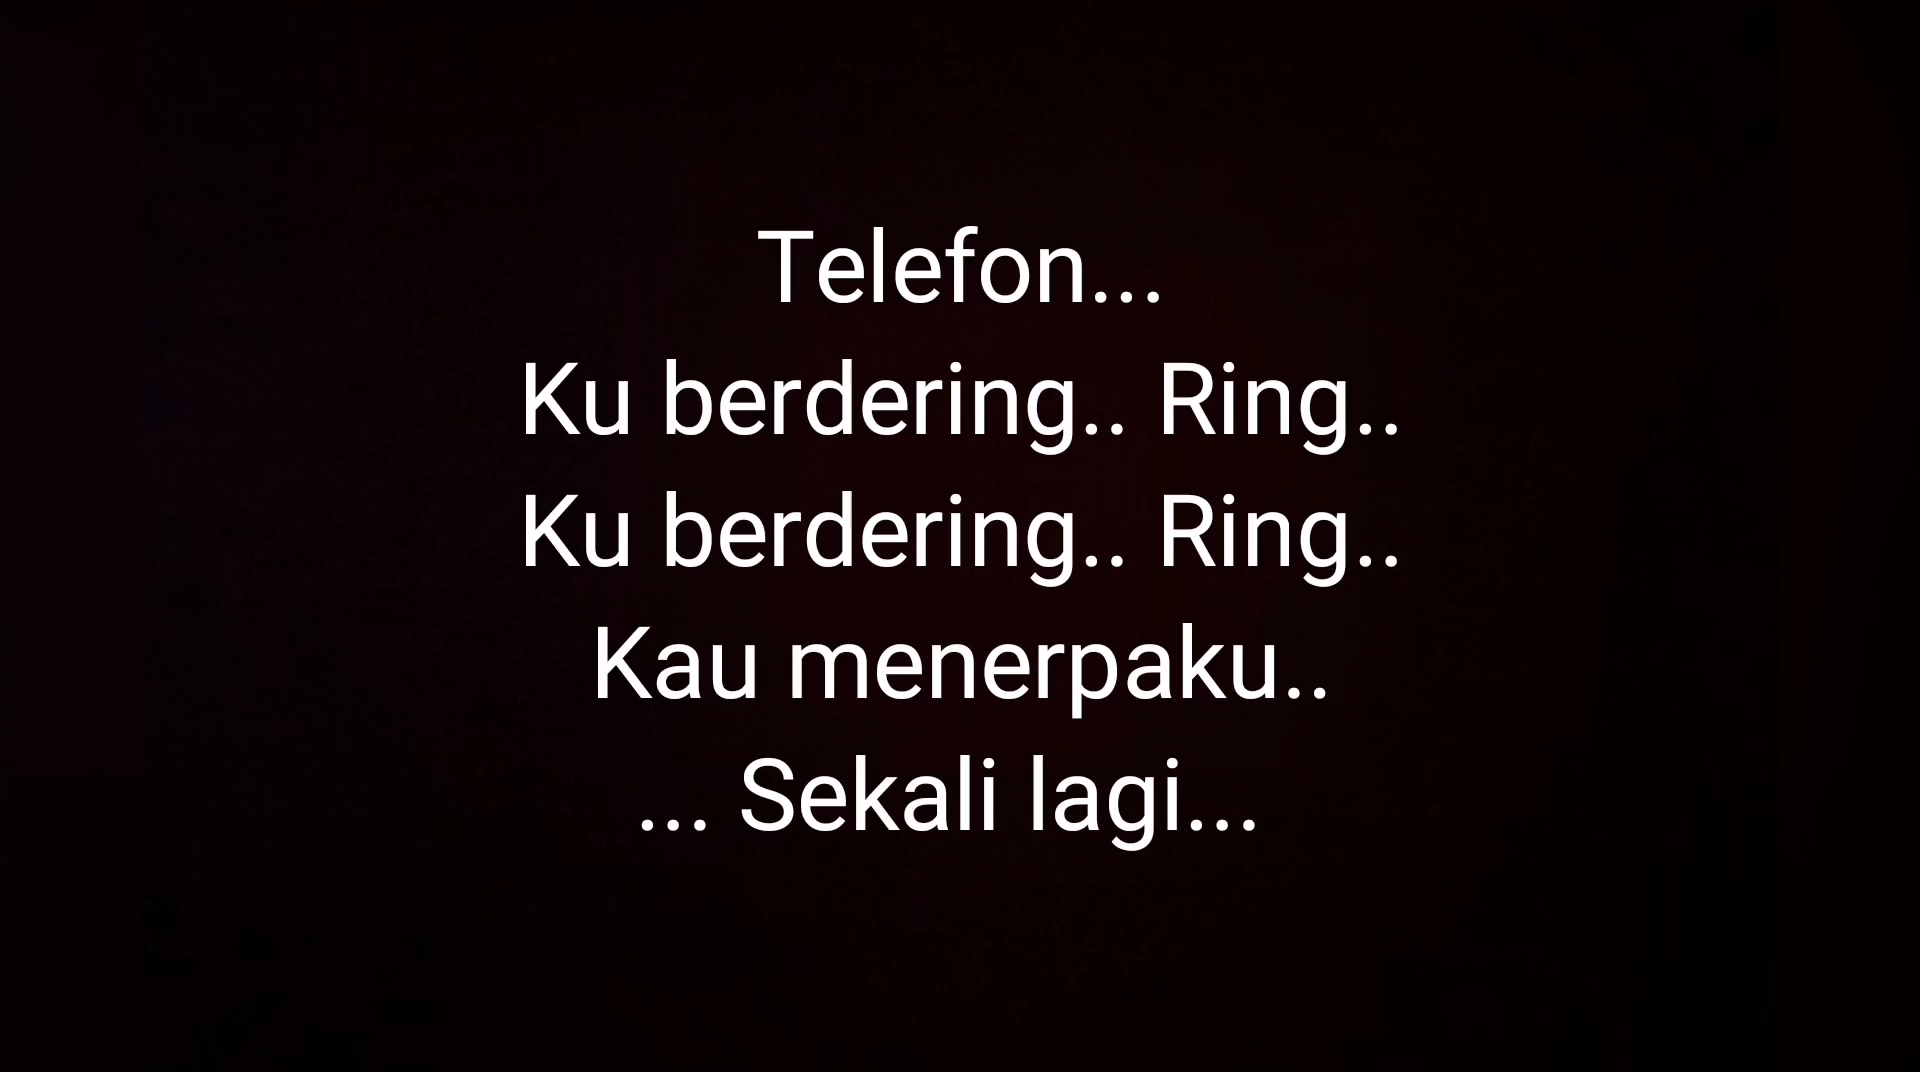 Telefon...
Ku berdering.. Ring..
Ku berdering.. Ring..
Kau menerpaku..
... Sekali lagi...